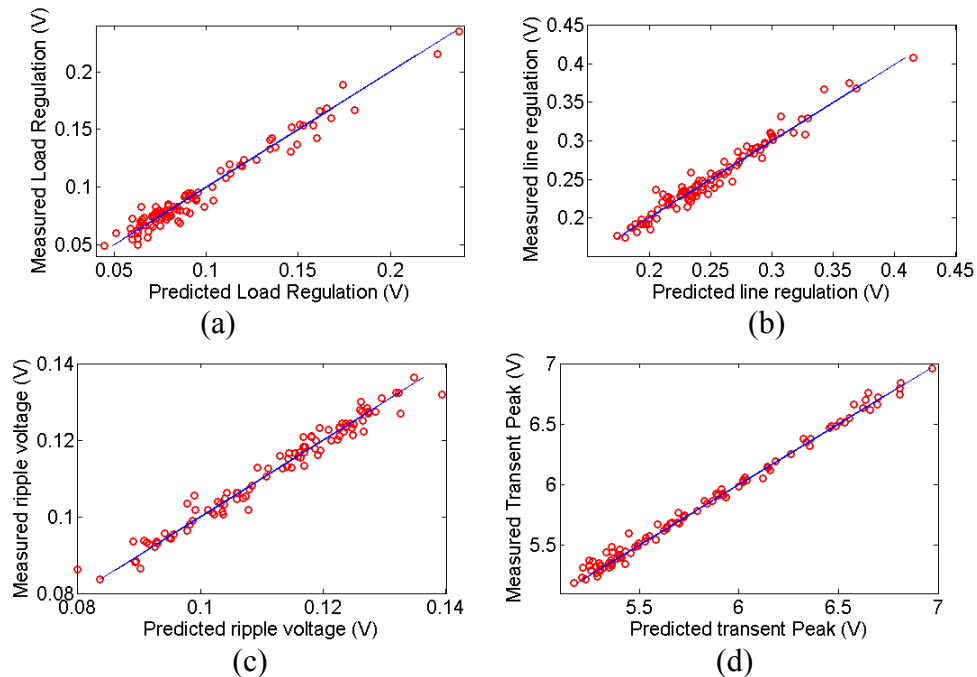 Measured Load Regulation (V)
0.2
0.15
0.1
0.05
0.05 0.1 0.15 0.2
Predicted Load Regulation (V)
(a)
Measured line regulation (V)
0.45
0.4
0.35
0.3
0.25
0.2
0.2 0.25 0.3 0.35 0.4 0.45
Predicted line regulation (V)
(b)
Measured ripple voltage (V)
0.14
0.12
0.1
0.08
0.08 0.1 0.12 0.14
Predicted ripple voltage (V)
(c)
Measured Transent Peak (V)
7
6.5
6
5.5
5.5 6 6.5 7
Predicted transent Peak (V)
(d)